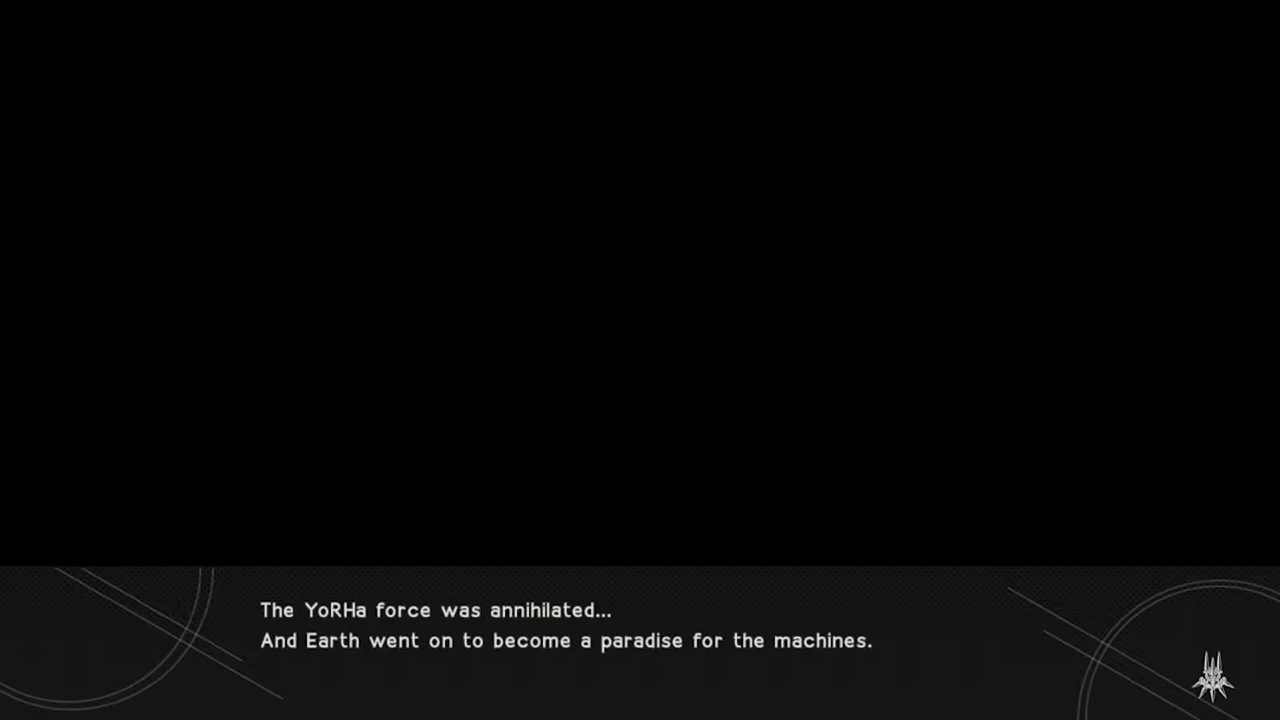 The YoRHa force was annihilated...
And Earth went on to become a paradise for the machines.